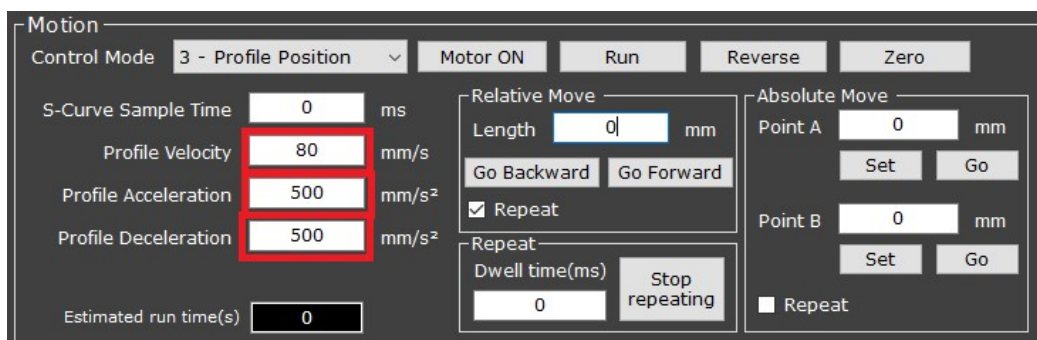 Motion
Control Mode 3 - Profile Position Motor ON Run Reverse Zero
S-Curve Sample Time 0 ms
Profile Velocity 80 mm/s
Profile Acceleration 500 mm/s²
Profile Deceleration 500 mm/s²
Estimated run time(s) 0
Relative Move
Length 0 mm
Go Backward Go Forward
Repeat
Repeat
Dwell time(ms)
0
Stop
repeating
Absolute Move
Point A 0 mm
Set Go
Point B 0 mm
Set Go
Repeat